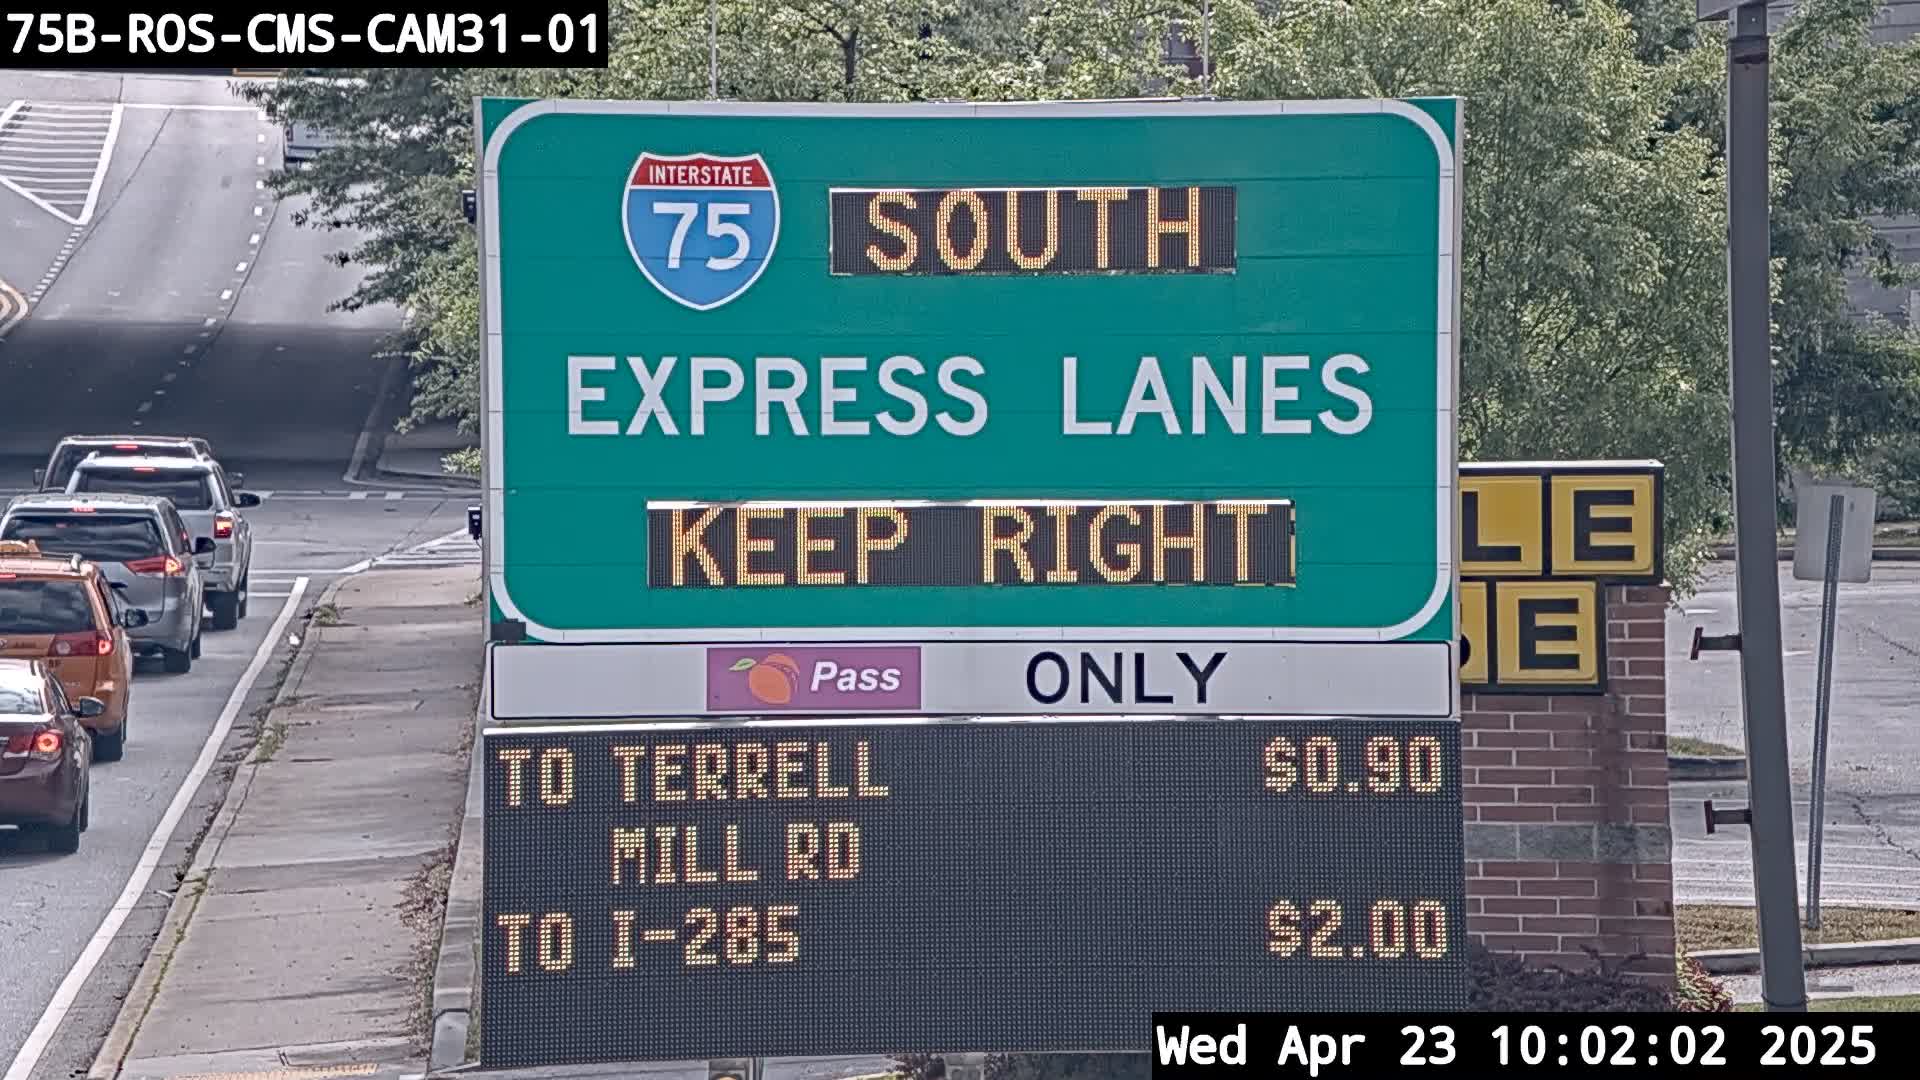 75B-ROS-CMS-CAM31-01
INTERSTATE
75
SOUTH
EXPRESS LANES
KEEP RIGHT
Pass ONLY
TO TERRELL $0.90
MILL RD
TO I-285 $2.00
LE
E
Wed Apr 23 10:02:02 2025